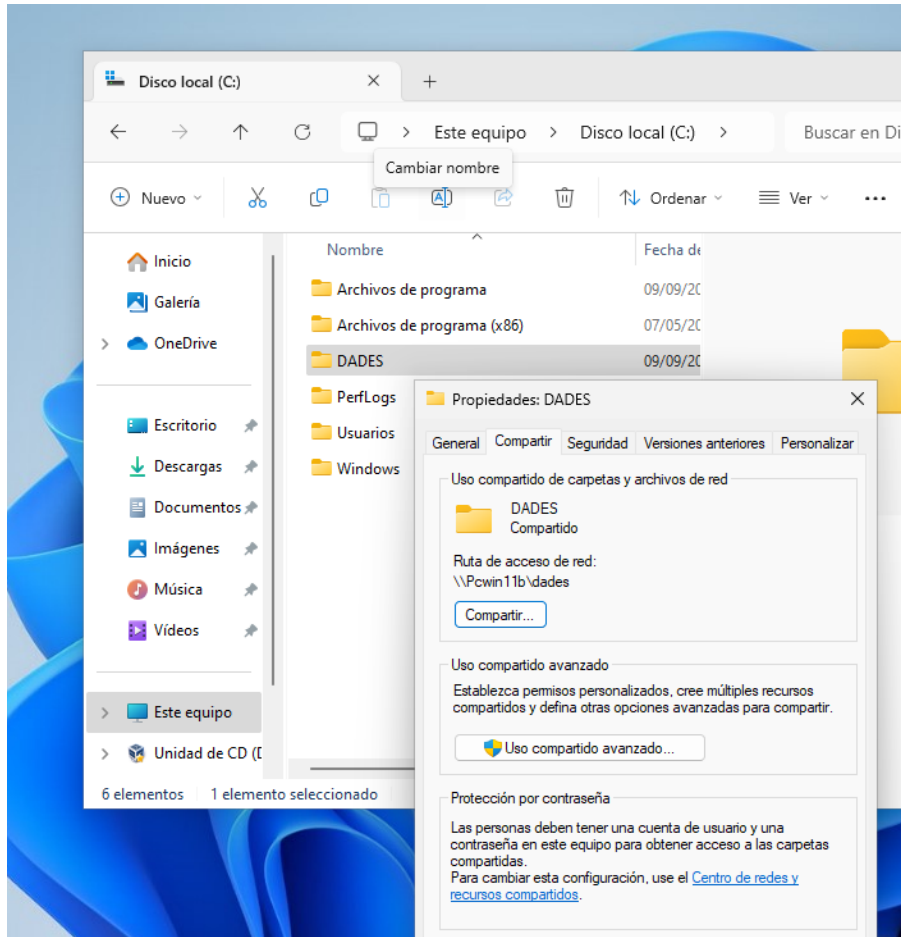 Disco local (C:)
Este equipo > Disco local (C:) >
Buscar en Di
Cambiar nombre
Nuevo
Ordenar
Ver
Inicio
Galería
OneDrive
Escritorio
Descargas
Documentos
Imágenes
Música
Vídeos
Este equipo
Unidad de CD (D
6 elementos
1 elemento seleccionado
Nombre
Fecha de
Archivos de programa
09/09/20
Archivos de programa (x86)
07/05/20
DADES
09/09/20
PerfLogs
Usuarios
Windows
Propiedades: DADES
General
Compartir
Seguridad
Versiones anteriores
Personalizar
Uso compartido de carpetas y archivos de red
DADES
Compartido
Ruta de acceso de red:
\\Pcwin11b\dades
Compartir...
Uso compartido avanzado
Establezca permisos personalizados, cree múltiples recursos
compartidos y defina otras opciones avanzadas para compartir.
Uso compartido avanzado...
Protección por contraseña
Las personas deben tener una cuenta de usuario y una
contraseña en este equipo para obtener acceso a las carpetas
compartidas.
Para cambiar esta configuración, use el Centro de redes y
recursos compartidos.